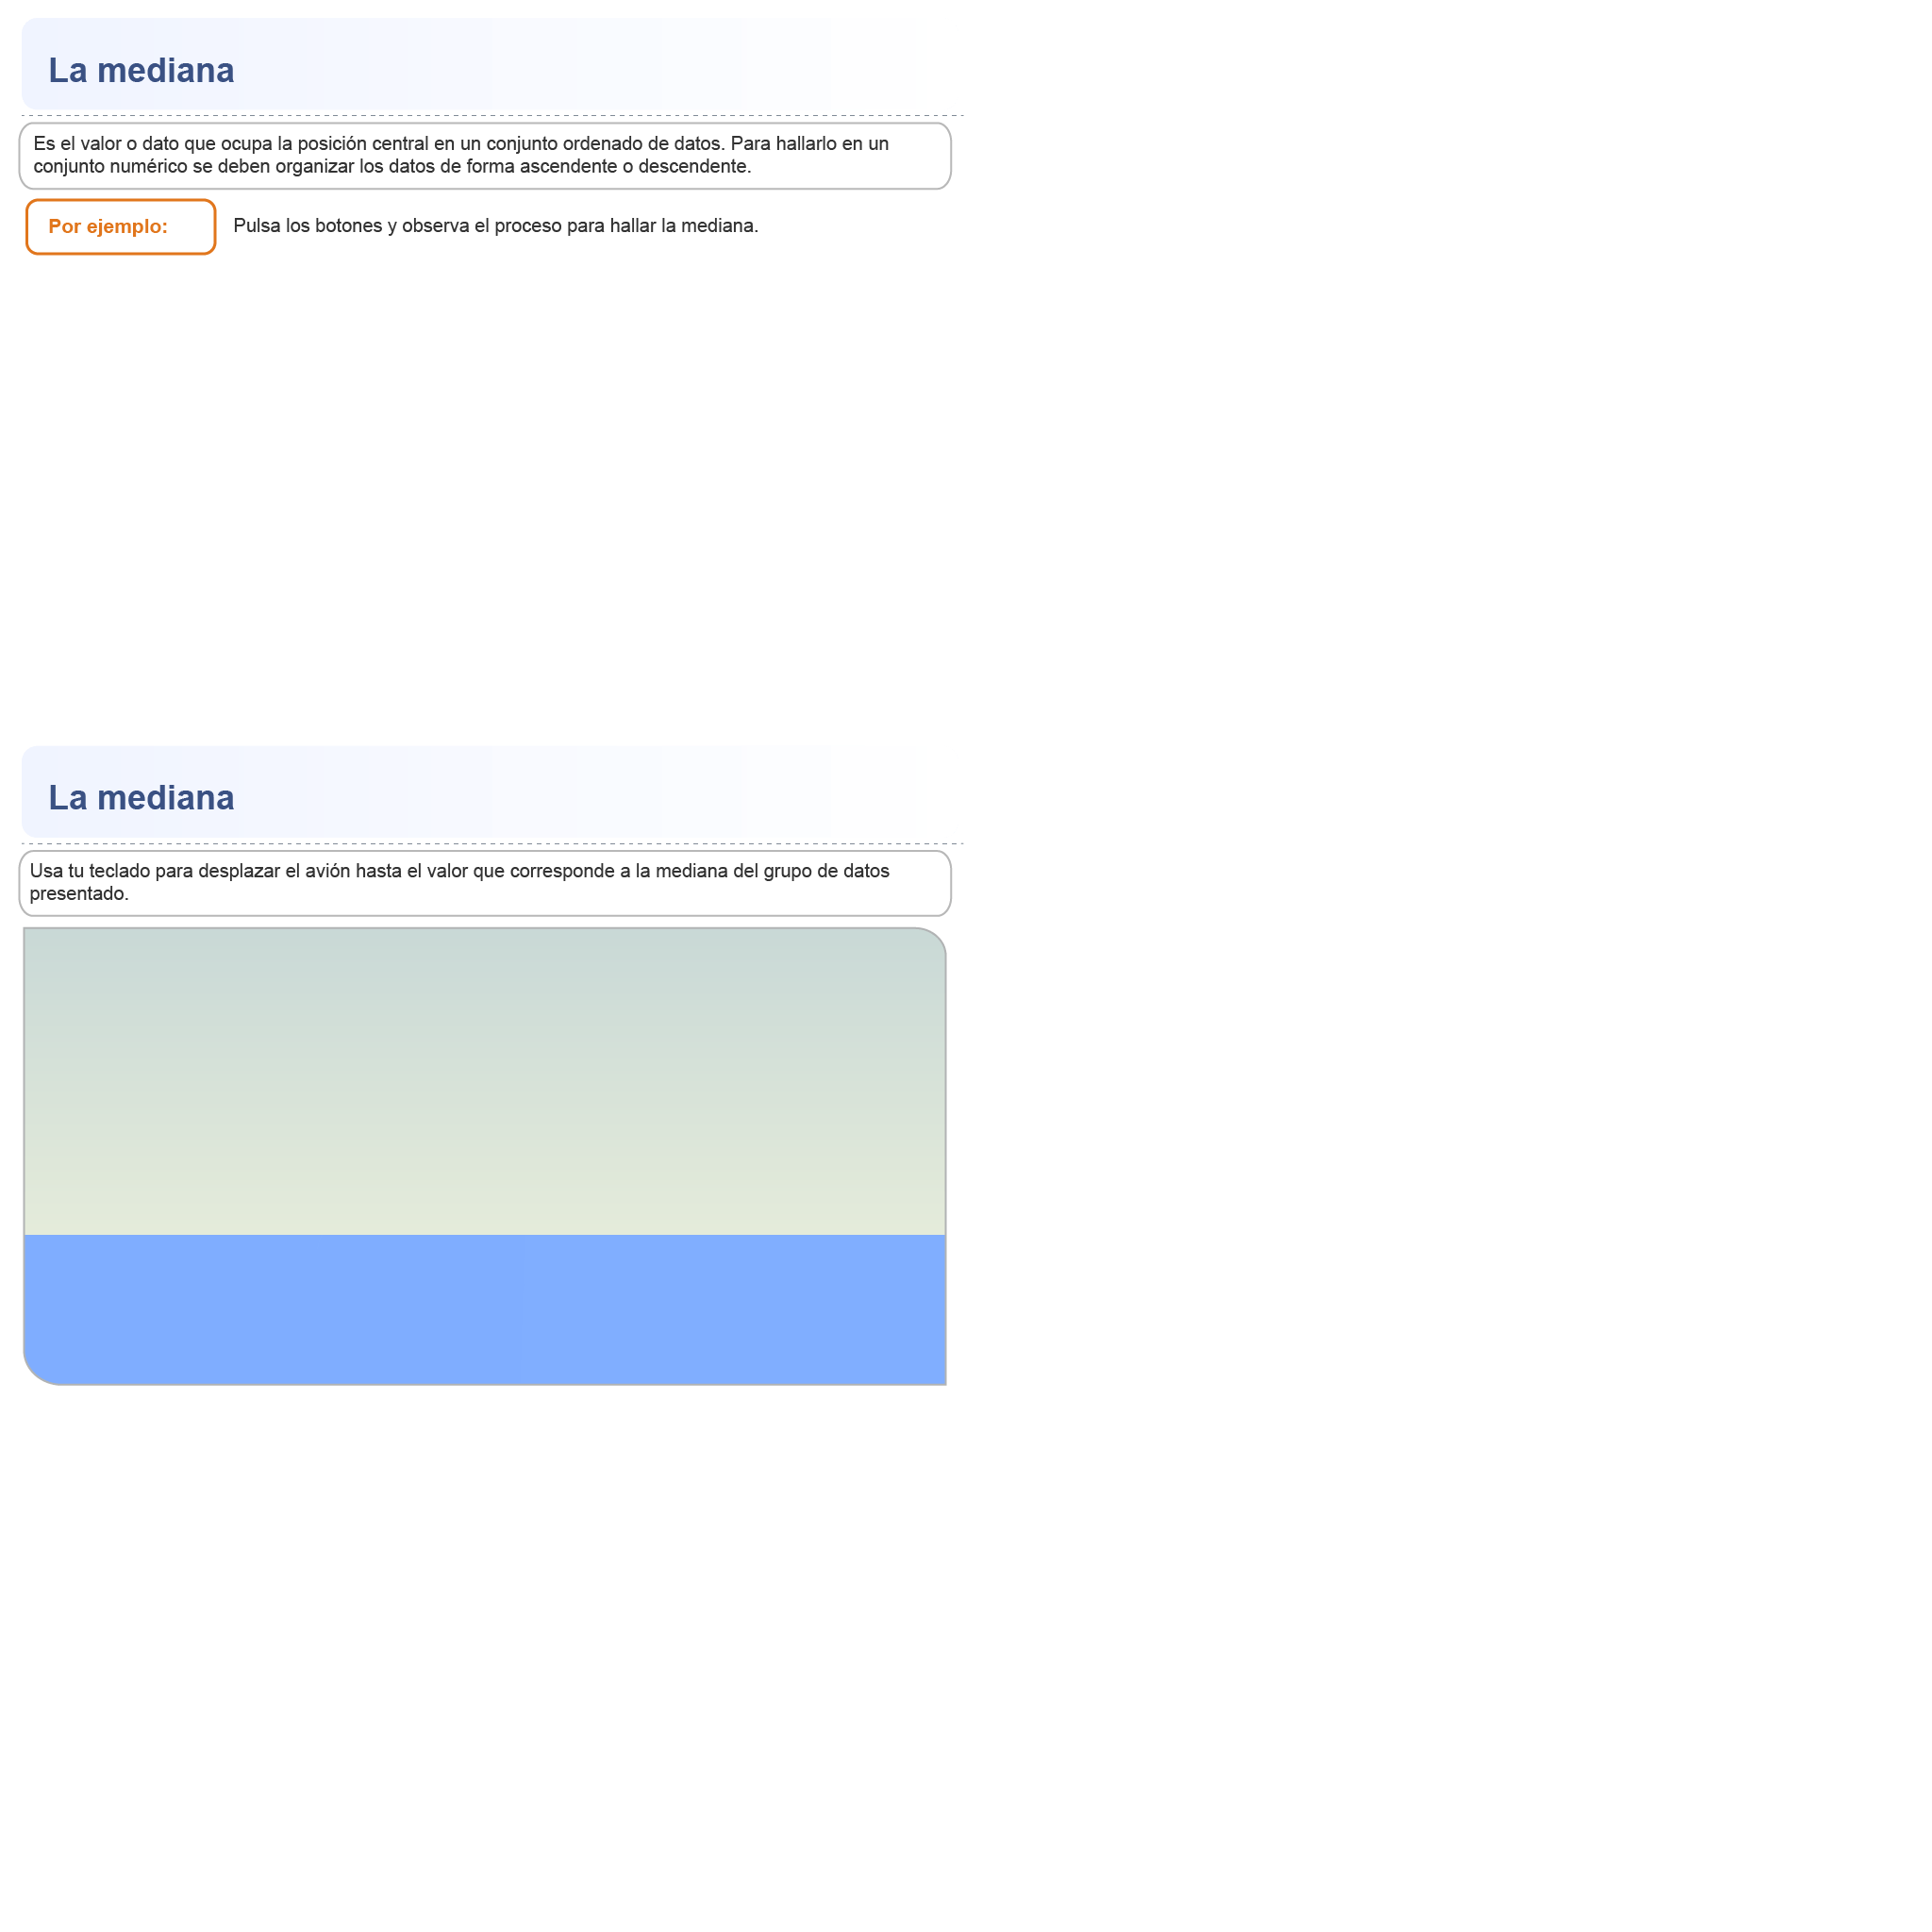 La mediana
Es el valor o dato que ocupa la posición central en un conjunto ordenado de datos. Para hallarlo en un
conjunto numérico se deben organizar los datos de forma ascendente o descendente.
Por ejemplo:
Pulsa los botones y observa el proceso para hallar la mediana.
La mediana
Usa tu teclado para desplazar el avión hasta el valor que corresponde a la mediana del grupo de datos
presentado.